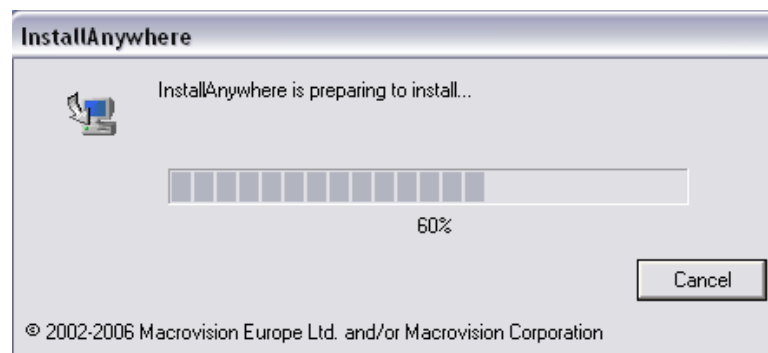 InstallAnywhere
InstallAnywhere is preparing to install...
60%
Cancel
© 2002-2006 Macrovision Europe Ltd. and/or Macrovision Corporation